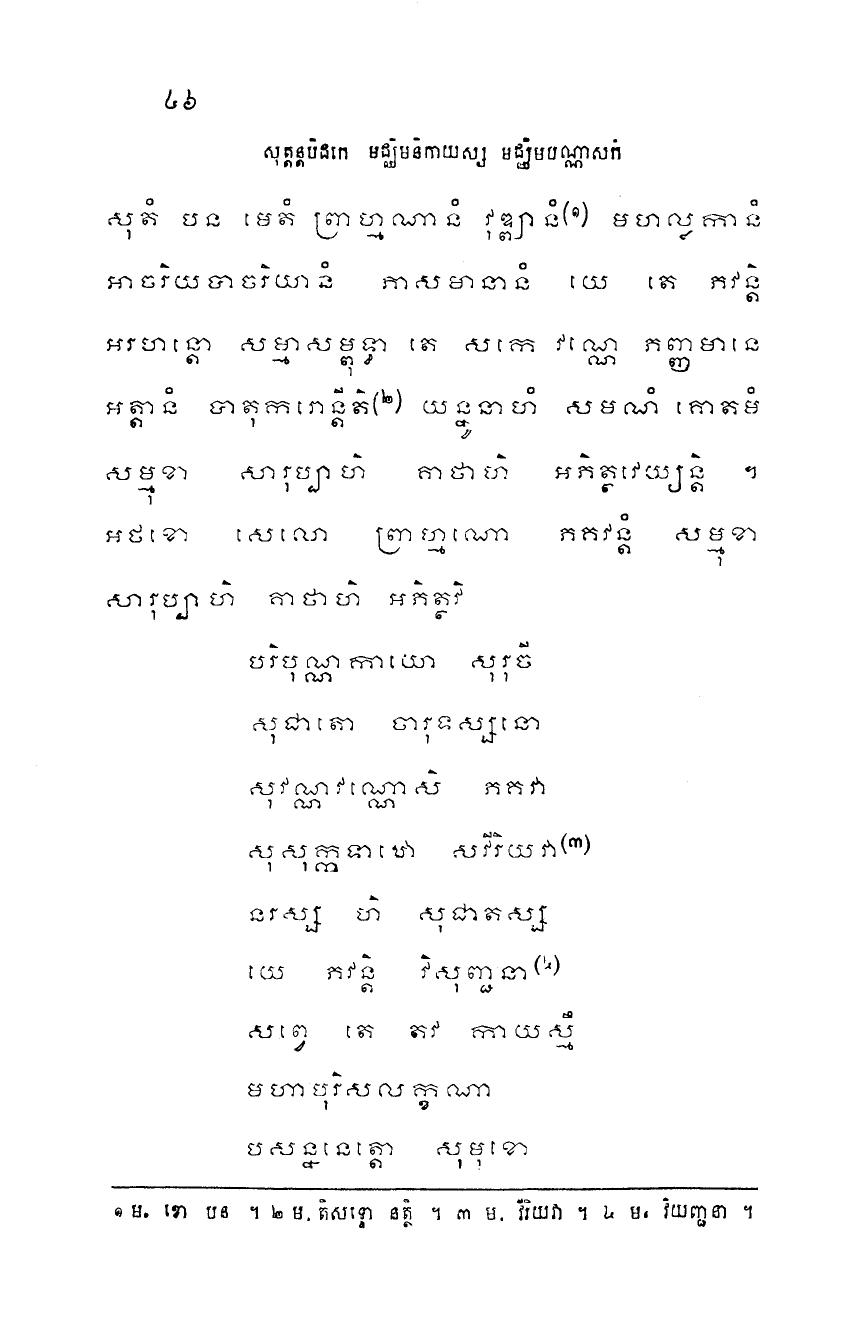 ៤៦
សុត្តន្តបិដកេ មជ្ឈិមនិកាយស្ស មជ្ឈិមបណ្ណាសកំ
សុតំ បន មេតំ ព្រាហ្មណានំ វុឌ្ឍានំ(១) មហល្លកានំ
អាចរិយបាចរិយានំ ភាសមានានំ យេ តេ ភវន្តិ
អរហន្តោ សម្មាសម្ពុទ្ធា តេ សកេ វណ្ណេ ភញ្ញមានេ
អត្តានំ បាតុករោន្តីតិ(២) យន្នូនាហំ សមណំ គោតមំ
សម្មុខា សារុប្បាហិ គាថាហិ អភិត្ថវេយ្យន្តិ ។
អថខោ សេលោ ព្រាហ្មណោ ភគវន្តំ សម្មុខា
សារុប្បាហិ គាថាហិ អភិត្ថវិ
បរិបុណ្ណកាយោ សុរុចិ
សុជាតោ ចារុទស្សនោ
សុវណ្ណវណ្ណោសិ ភគវា
សុសុក្កទាឋោ សវីរិយវា(៣)
នរស្ស ហិ សុជាតស្ស
យេ ភវន្តិ វិសុញ្ជនា(៤)
សព្វេ តេ តវ កាយស្មឹ
មហាបុរិសលក្ខណា
បសន្ននេត្តោ សុមុខោ
១ ម. ខោ បន ។ ២ ម. តិសទ្ទោ នត្ថិ ។ ៣ ម. វីរិយវា ។ ៤ ម. វិយញ្ជនា ។